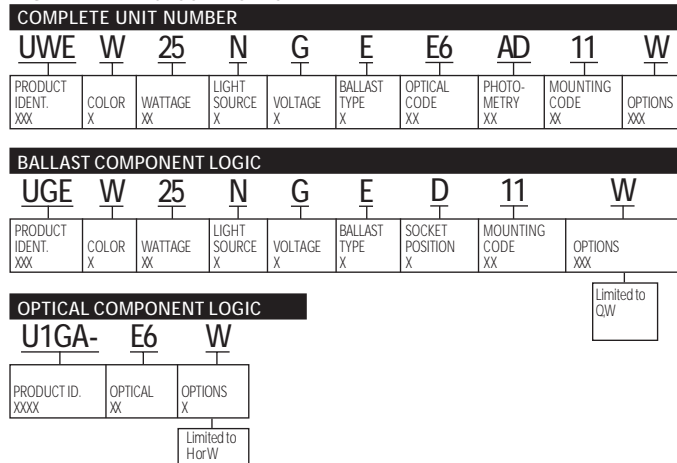 COMPLETE UNIT NUMBER
UWE W 25 N G E E6 AD 11 W
PRODUCT IDENT. XXX
COLOR X
WATTAGE XX
LIGHT SOURCE X
VOLTAGE X
BALLAST TYPE X
OPTICAL CODE XX
PHOTO-METRY XX
MOUNTING CODE XX
OPTIONS XXX
BALLAST COMPONENT LOGIC
UGE W 25 N G E D 11 W
PRODUCT IDENT. XXX
COLOR X
WATTAGE XX
LIGHT SOURCE X
VOLTAGE X
BALLAST TYPE X
SOCKET POSITION X
MOUNTING CODE XX
OPTIONS XXX
Limited to
Q,W
OPTICAL COMPONENT LOGIC
U1GA- E6 W
PRODUCT ID. XXXX
OPTICAL XX
OPTIONS X
Limited to
H or W